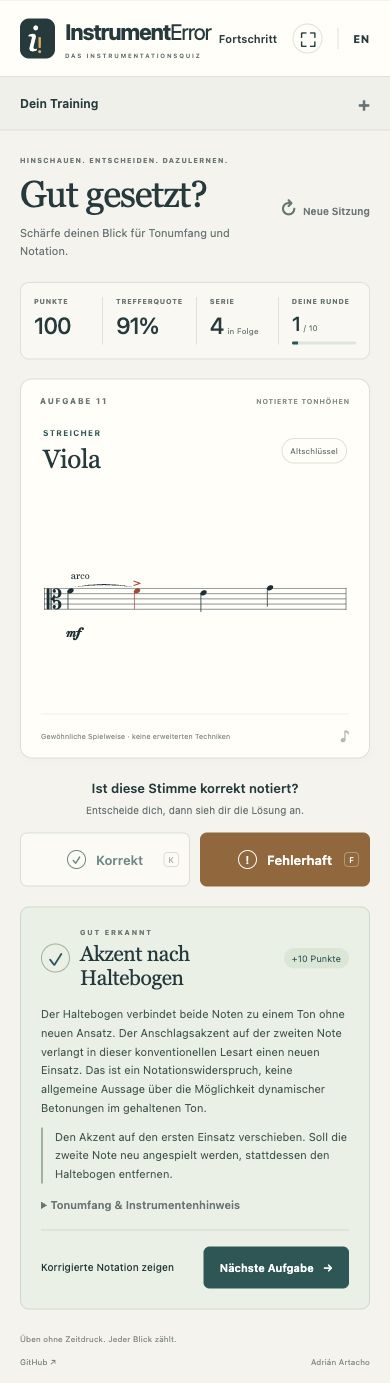 InstrumentError
DAS INSTRUMENTATIONSQUIZ
Fortschritt
EN
Dein Training
+
HINSCHAUEN. ENTSCHEIDEN. DAZULERNEN.
Gut gesetzt?
Neue Sitzung
Schärfe deinen Blick für Tonumfang und
Notation.
PUNKTE
100
TREFFERQUOTE
91%
SERIE
4 in Folge
DEINE RUNDE
1 / 10
AUFGABE 11
NOTIERTE TONHÖHEN
STREICHER
Viola
Altschlüssel
arco
mf
Gewöhnliche Spielweise · keine erweiterten Techniken
Ist diese Stimme korrekt notiert?
Entscheide dich, dann sieh dir die Lösung an.
Korrekt K
Fehlerhaft F
GUT ERKANNT
Akzent nach
Haltebogen
+10 Punkte
Der Haltebogen verbindet beide Noten zu einem Ton ohne
neuen Ansatz. Der Anschlagsakzent auf der zweiten Note
verlangt in dieser konventionellen Lesart einen neuen
Einsatz. Das ist ein Notationswiderspruch, keine
allgemeine Aussage über die Möglichkeit dynamischer
Betonungen im gehaltenen Ton.
Den Akzent auf den ersten Einsatz verschieben. Soll die
zweite Note neu angespielt werden, stattdessen den
Haltebogen entfernen.
Tonumfang & Instrumentenhinweis
Korrigierte Notation zeigen
Nächste Aufgabe →
Üben ohne Zeitdruck. Jeder Blick zählt.
GitHub ↗
Adrián Artacho